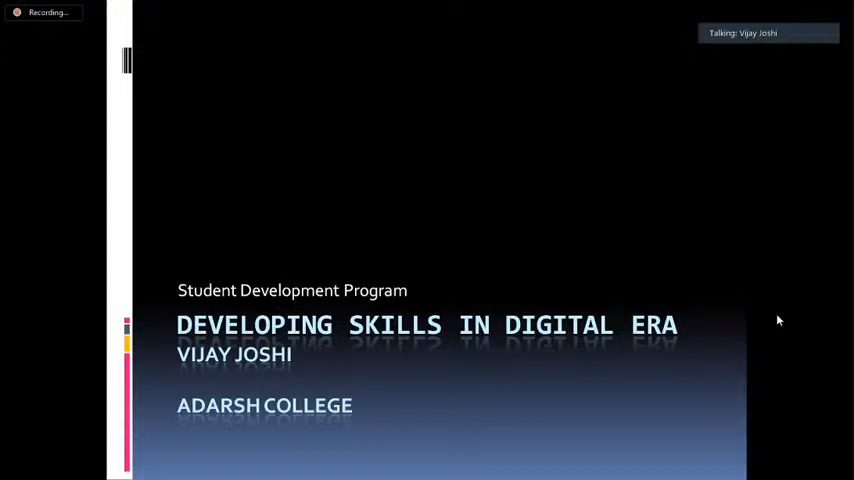 Recording...
Talking: Vijay Joshi
Student Development Program
DEVELOPING SKILLS IN DIGITAL ERA
VIJAY JOSHI
ADARSH COLLEGE